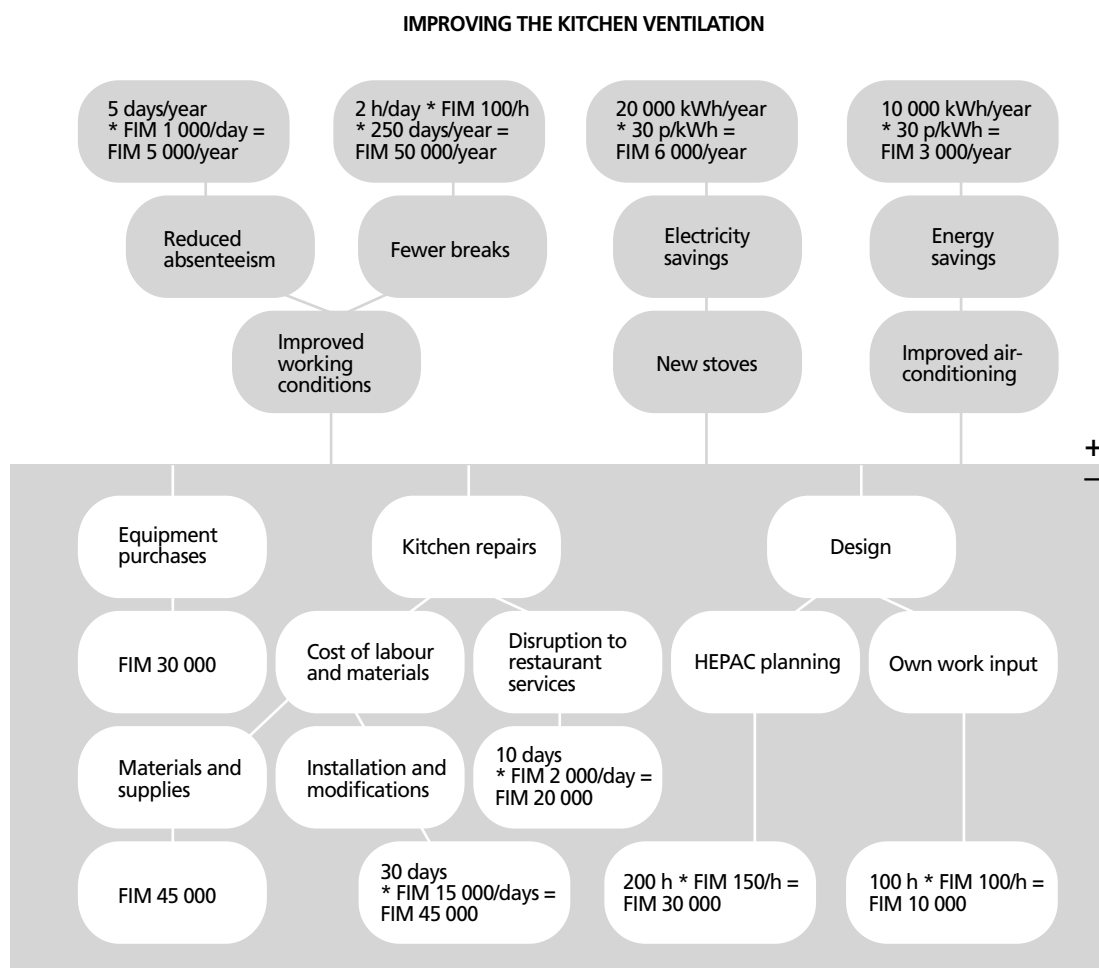 IMPROVING THE KITCHEN VENTILATION
5 days/year
* FIM 1 000/day =
FIM 5 000/year
2 h/day * FIM 100/h
* 250 days/year =
FIM 50 000/year
20 000 kWh/year
* 30 p/kWh =
FIM 6 000/year
10 000 kWh/year
* 30 p/kWh =
FIM 3 000/year
Reduced
absenteeism
Fewer breaks
Electricity
savings
Energy
savings
Improved
working
conditions
New stoves
Improved air-
conditioning
+
–
Equipment
purchases
Kitchen repairs
Design
FIM 30 000
Cost of labour
and materials
Disruption to
restaurant
services
HEPAC planning
Own work input
Materials and
supplies
Installation and
modifications
10 days
* FIM 2 000/day =
FIM 20 000
FIM 45 000
30 days
* FIM 15 000/days =
FIM 45 000
200 h * FIM 150/h =
FIM 30 000
100 h * FIM 100/h =
FIM 10 000